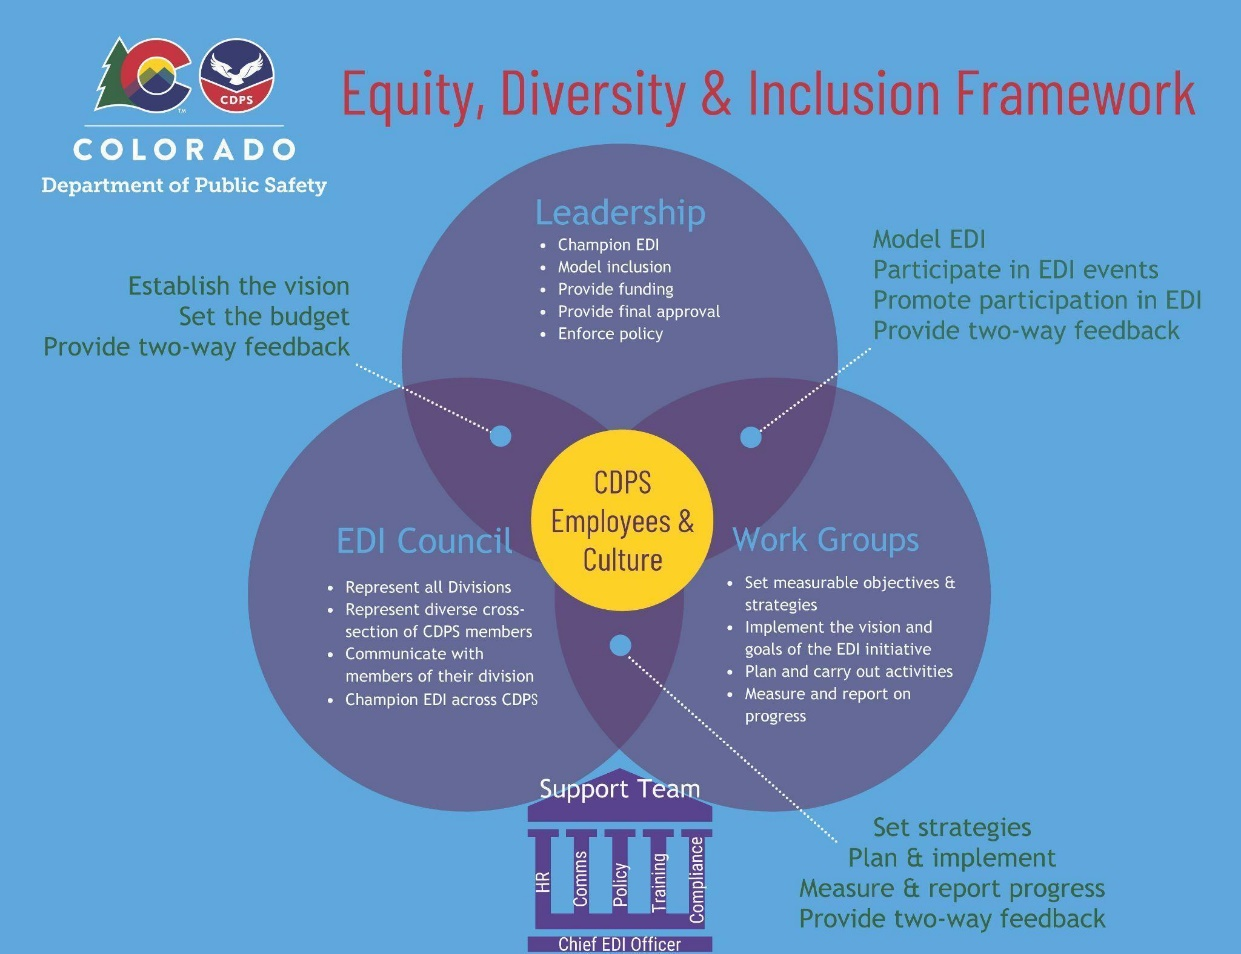 CDPS
TM
COLORADO
Department of Public Safety
Equity, Diversity & Inclusion Framework
Leadership
• Champion EDI
• Model inclusion
• Provide funding
• Provide final approval
• Enforce policy
Establish the vision
Set the budget
Provide two-way feedback
Model EDI
Participate in EDI events
Promote participation in EDI
Provide two-way feedback
CDPS
Employees &
Culture
EDI Council
• Represent all Divisions
• Represent diverse cross-
section of CDPS members
• Communicate with
members of their division
• Champion EDI across CDPS
Work Groups
• Set measurable objectives &
strategies
• Implement the vision and
goals of the EDI initiative
• Plan and carry out activities
• Measure and report on
progress
Support Team
HR
Comms
Policy
Training
Compliance
Chief EDI Officer
Set strategies
Plan & implement
Measure & report progress
Provide two-way feedback